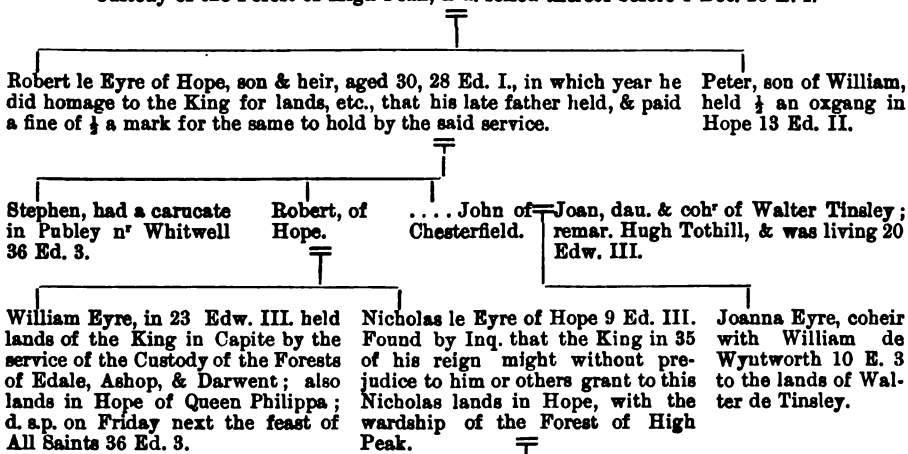 Robert le Eyre of Hope, son & heir, aged 30, 28 Ed. I., in which year he
did homage to the King for lands, etc., that his late father held, & paid
a fine of ½ a mark for the same to hold by the said service.
Peter, son of William,
held ½ an oxgang in
Hope 13 Ed. II.
Stephen, had a carucate
in Publey nʳ Whitwell
36 Ed. 3.
Robert, of
Hope.
.... John of
Chesterfield.
Joan, dau. & cohʳ of Walter Tinsley;
remar. Hugh Tothill, & was living 20
Edw. III.
William Eyre, in 23 Edw. III. held
lands of the King in Capite by the
service of the Custody of the Forests
of Edale, Ashop, & Darwent; also
lands in Hope of Queen Philippa;
d. s.p. on Friday next the feast of
All Saints 36 Ed. 3.
Nicholas le Eyre of Hope 9 Ed. III.
Found by Inq. that the King in 35
of his reign might without pre-
judice to him or others grant to this
Nicholas lands in Hope, with the
wardship of the Forest of High
Peak.
Joanna Eyre, coheir
with William de
Wyntworth 10 E. 3
to the lands of Wal-
ter de Tinsley.